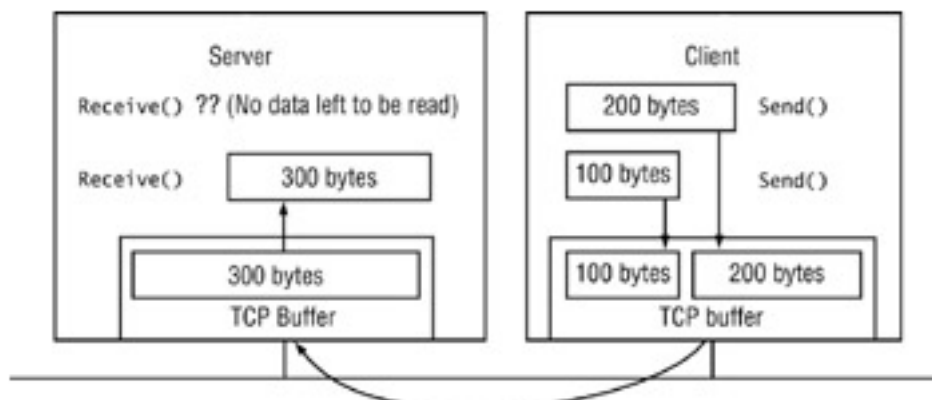 Server
Receive() ?? (No data left to be read)
Receive()
300 bytes
300 bytes
TCP Buffer
Client
200 bytes
Send()
100 bytes
Send()
100 bytes
200 bytes
TCP buffer